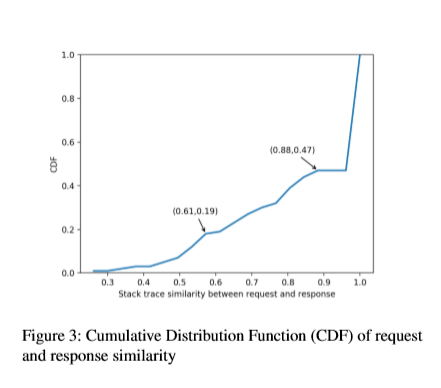 1.0
0.8
0.6
0.4
0.2
0.0
CDF
(0.88,0.47)
(0.61,0.19)
0.3 0.4 0.5 0.6 0.7 0.8 0.9 1.0
Stack trace similarity between request and response
Figure 3: Cumulative Distribution Function (CDF) of request
and response similarity